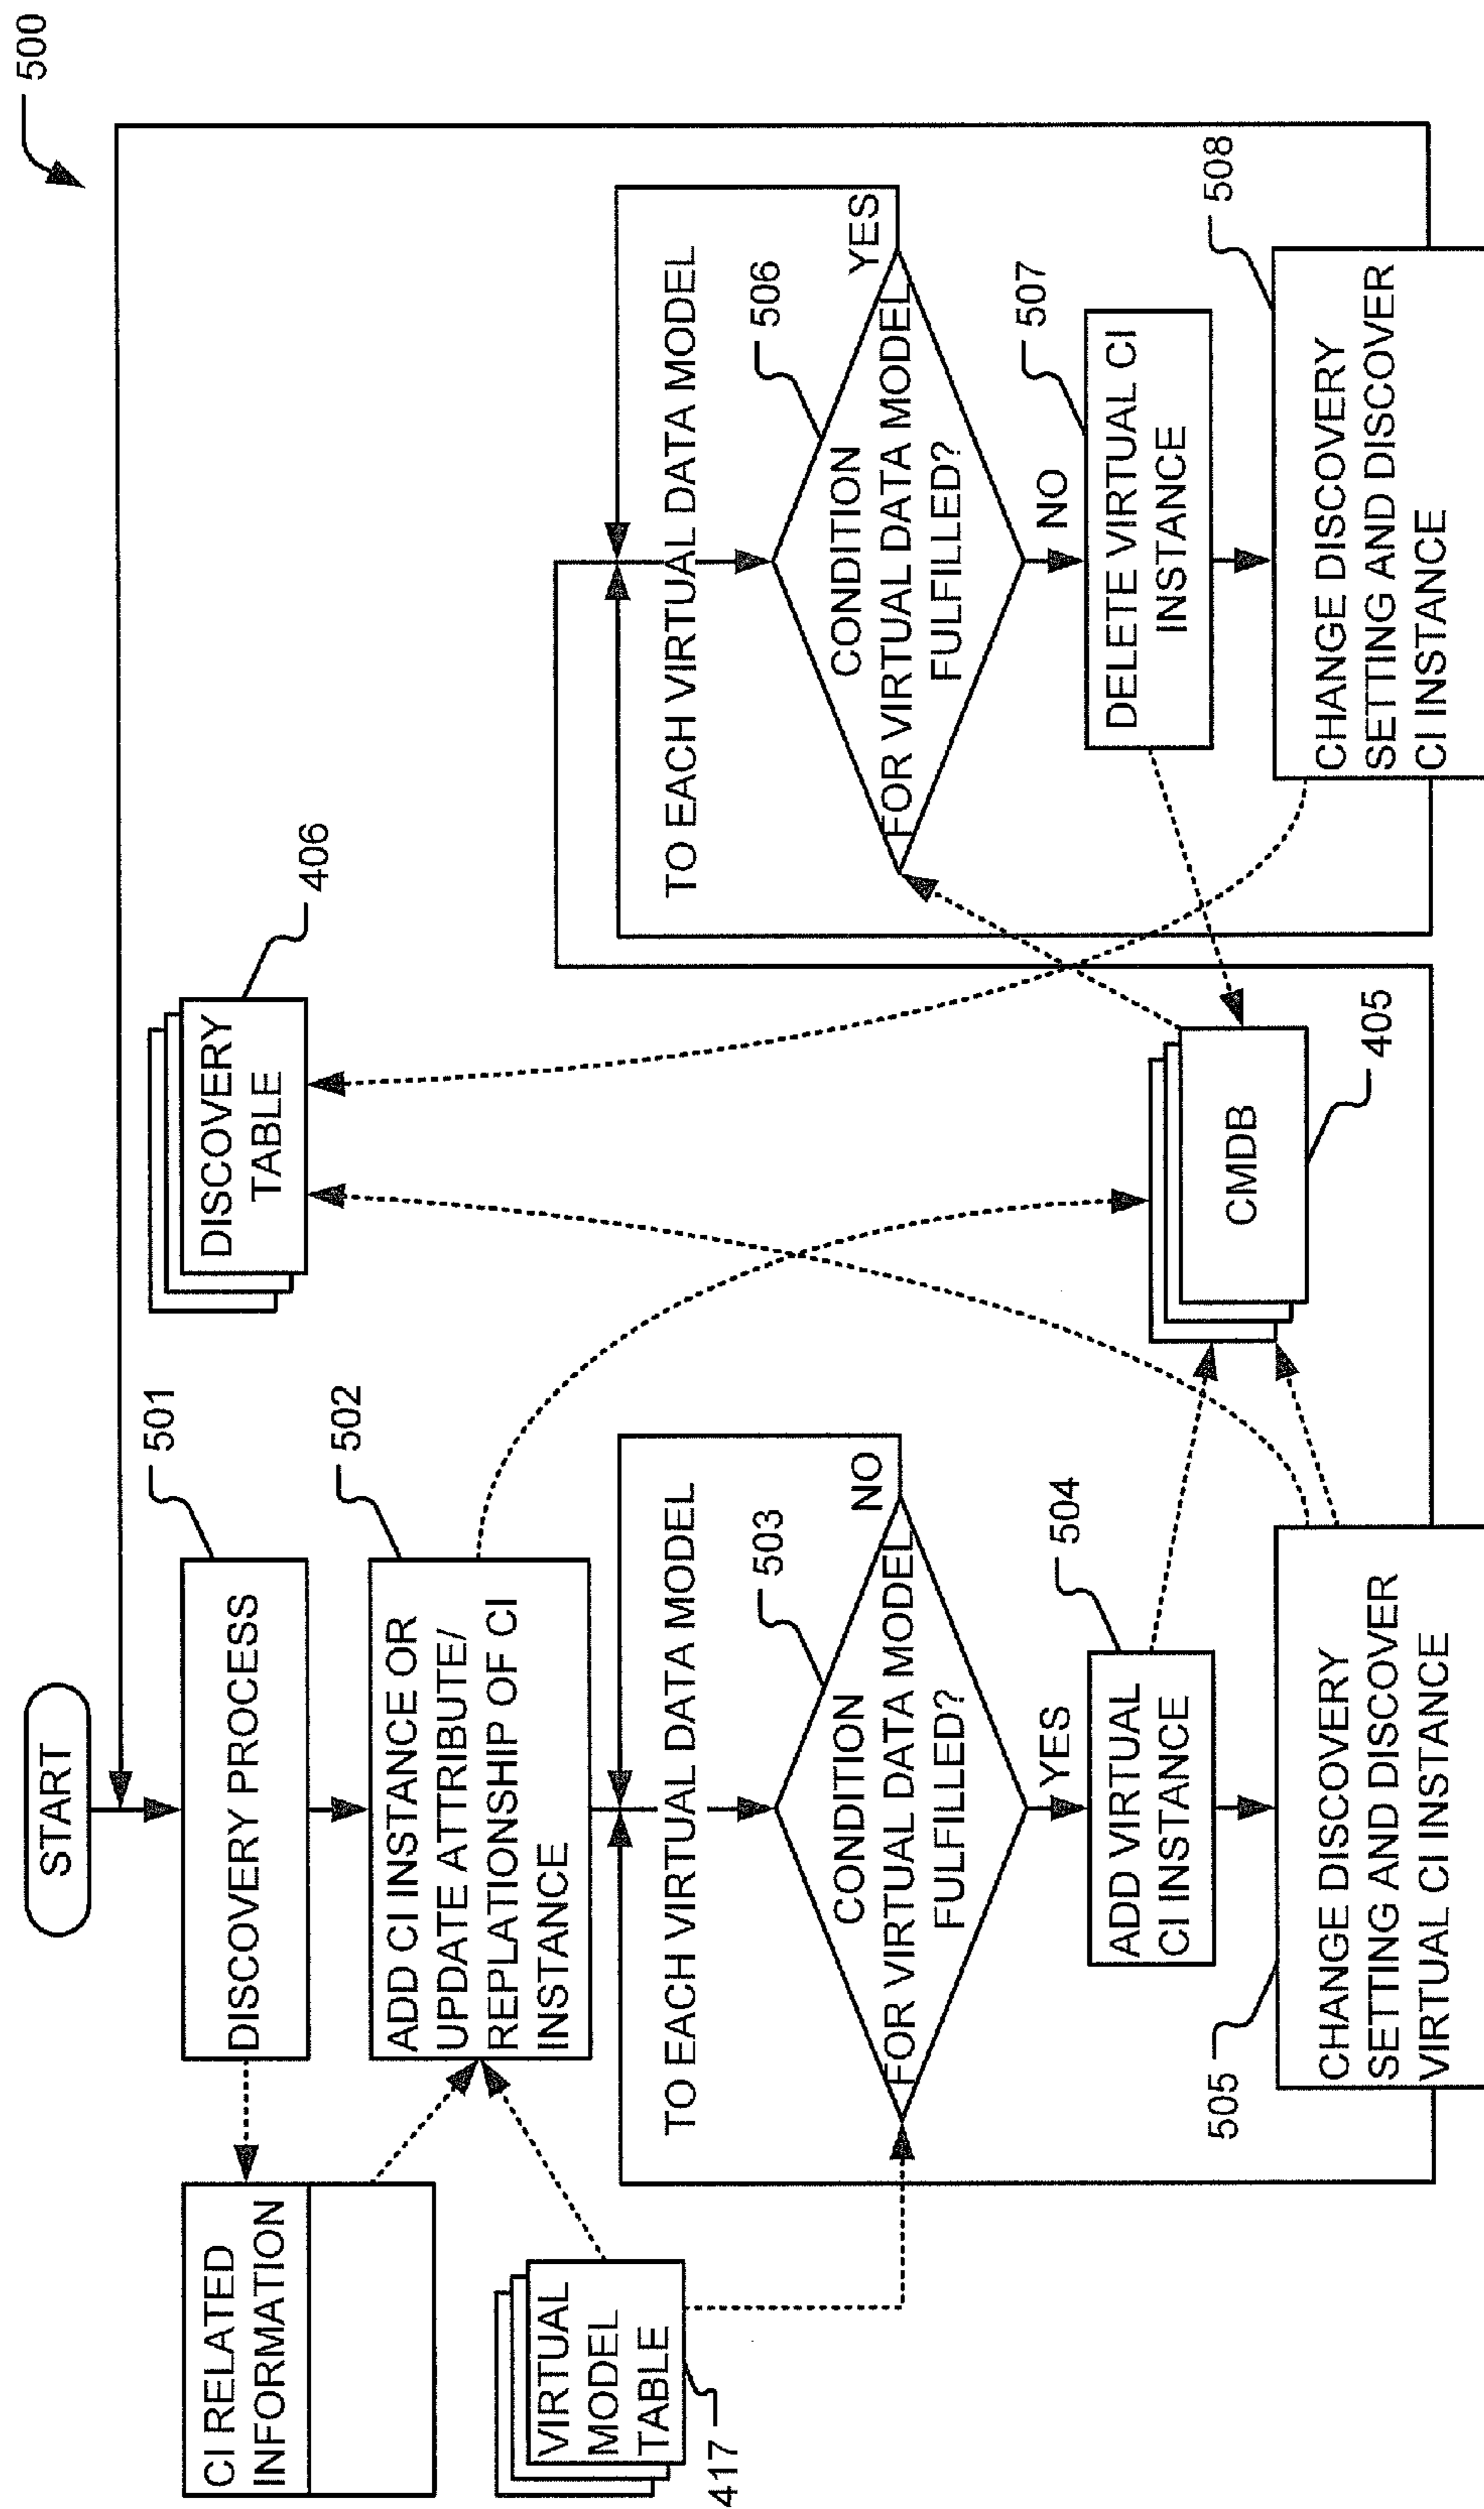 500
START
CI RELATED
INFORMATION
DISCOVERY PROCESS
501
DISCOVERY
TABLE
406
ADD CI INSTANCE OR
UPDATE ATTRIBUTE/
REPLATIONSHIP OF CI
INSTANCE
502
VIRTUAL
MODEL
TABLE
417
TO EACH VIRTUAL DATA MODEL
503
CONDITION
FOR VIRTUAL DATA MODEL
FULFILLED?
NO
YES
504
ADD VIRTUAL
CI INSTANCE
505
CHANGE DISCOVERY
SETTING AND DISCOVER
VIRTUAL CI INSTANCE
CMDB
405
TO EACH VIRTUAL DATA MODEL
506
CONDITION
FOR VIRTUAL DATA MODEL
FULFILLED?
YES
NO
507
DELETE VIRTUAL CI
INSTANCE
508
CHANGE DISCOVERY
SETTING AND DISCOVER
CI INSTANCE